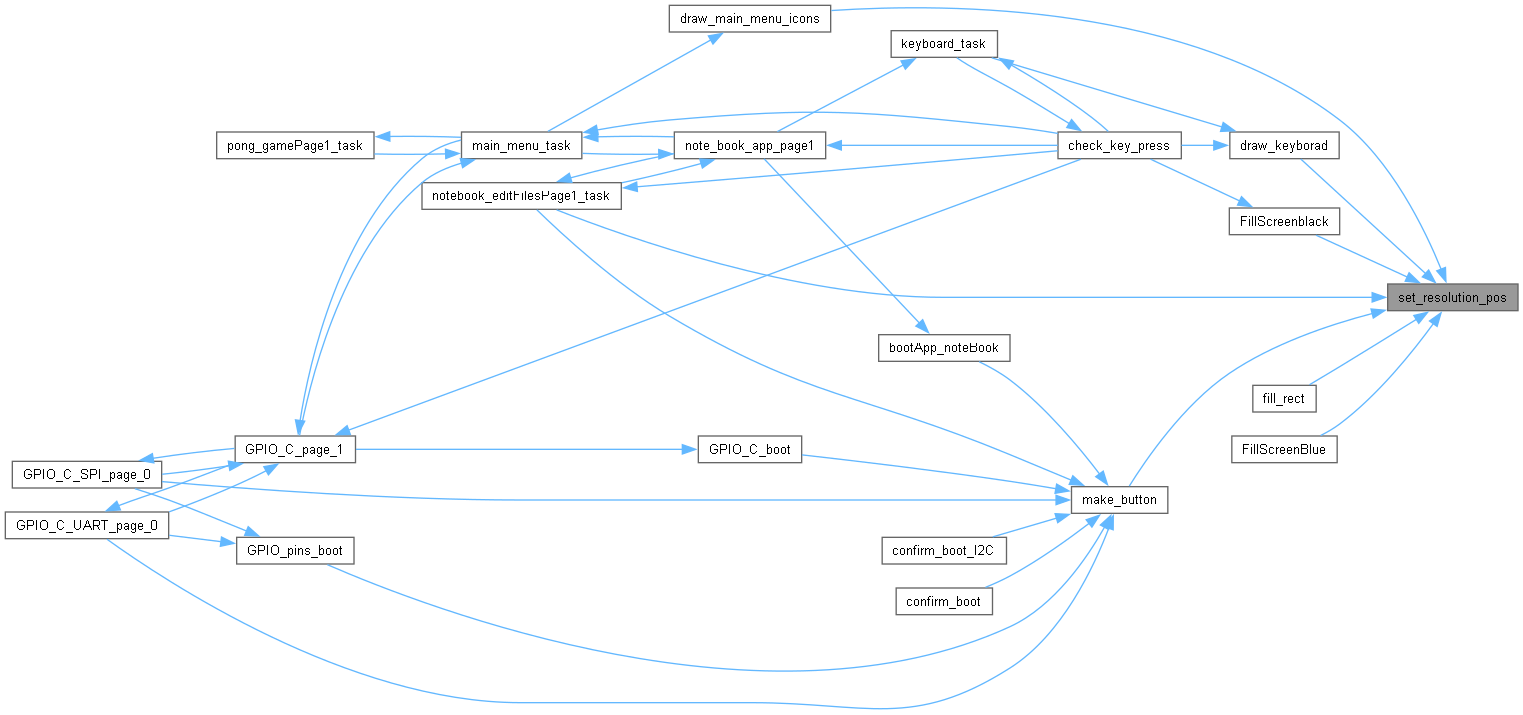 draw_main_menu_icons
keyboard_task
pong_gamePage1_task
main_menu_task
note_book_app_page1
check_key_press
draw_keyborad
notebook_editFilesPage1_task
FillScreenblack
set_resolution_pos
bootApp_noteBook
fill_rect
GPIO_C_page_1
GPIO_C_boot
FillScreenBlue
GPIO_C_SPI_page_0
make_button
GPIO_C_UART_page_0
GPIO_pins_boot
confirm_boot_I2C
confirm_boot